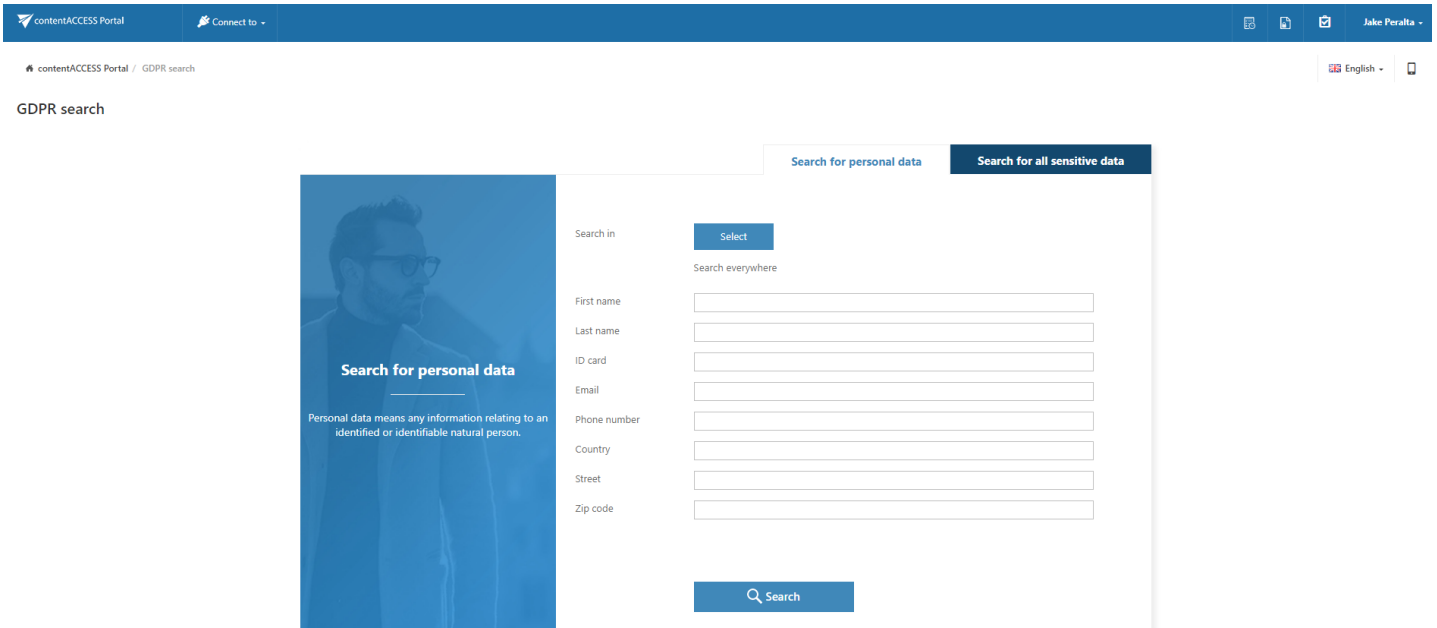 contentACCESS Portal
Connect to
Jake Peralta
contentACCESS Portal / GDPR search
English
GDPR search
Search for personal data
Search for all sensitive data
Search for personal data
Personal data means any information relating to an
identified or identifiable natural person.
Search in
Select
Search everywhere
First name
Last name
ID card
Email
Phone number
Country
Street
Zip code
Search